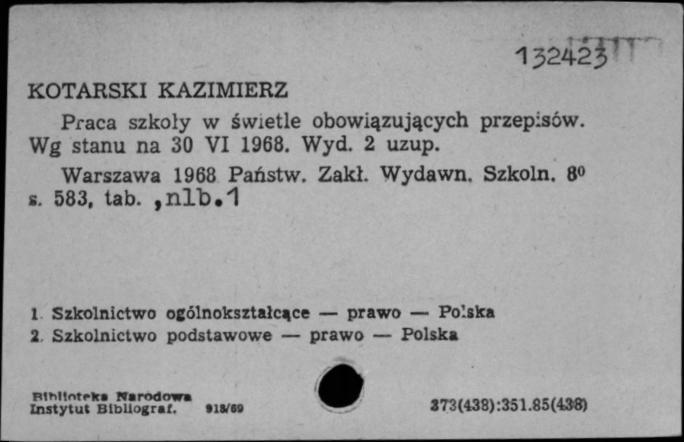 132423
KOTARSKI KAZIMIERZ
Praca szkoły w świetle obowiązujących przepisów.
Wg stanu na 30 VI 1968. Wyd. 2 uzup.
Warszawa 1968 Państw. Zakł. Wydawn. Szkoln. 8º
s. 583, tab. ,nlb.1
1. Szkolnictwo ogólnokształcące — prawo — Polska
2. Szkolnictwo podstawowe — prawo — Polska
Biblioteka Narodowa
Instytut Bibliograf. 918/69
373(438):351.85(438)